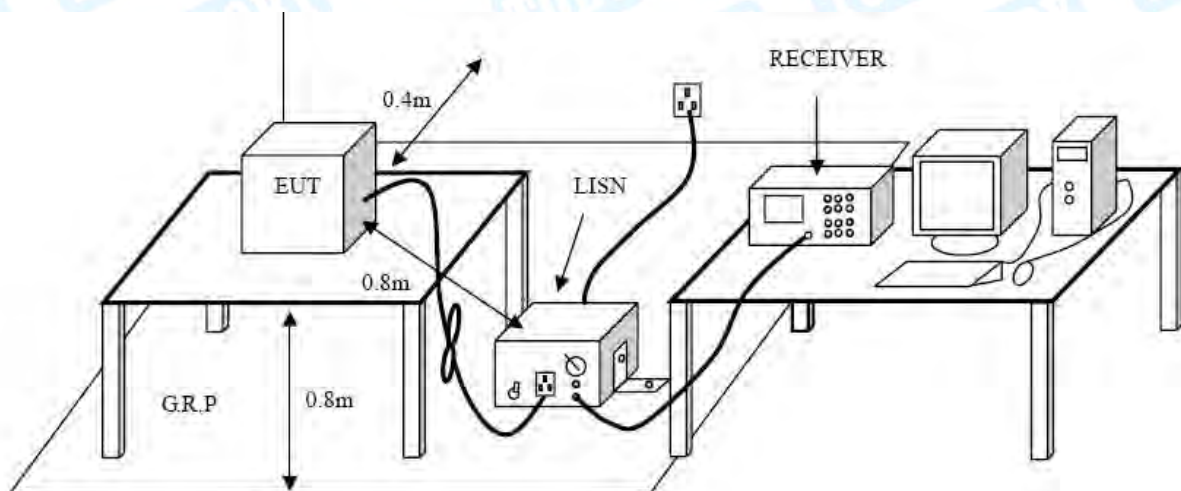 RECEIVER
0.4m
EUT
LISN
0.8m
G.R.P
0.8m